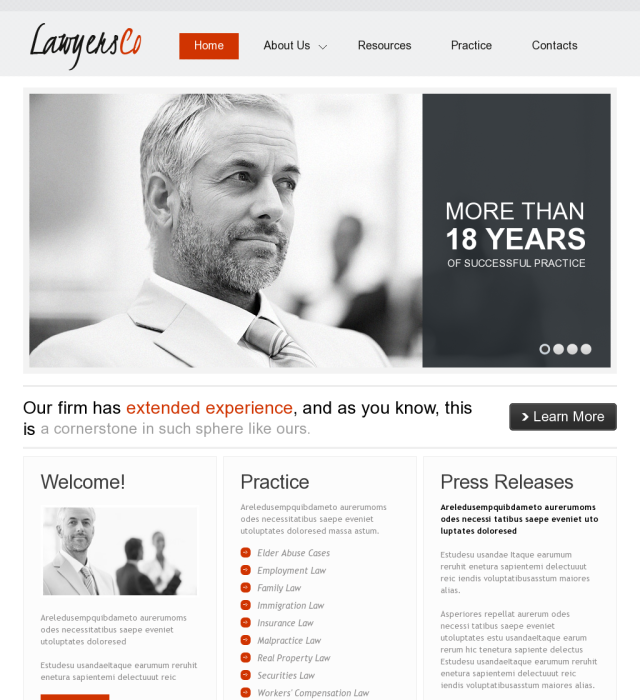 LawyersCo
Home
About Us
Resources
Practice
Contacts
MORE THAN
18 YEARS
OF SUCCESSFUL PRACTICE
Our firm has extended experience, and as you know, this
is a cornerstone in such sphere like ours.
Learn More
Welcome!
Areledusempquibdameto aurerumoms
odes necessitatibus saepe eveniet
utoluptates doloresed
Estudesu usandaeitaque earumum reruhit
enetura sapientemi delectuuut reic
Practice
Areledusempquibdameto aurerumoms
odes necessitatibus saepe eveniet
utoluptates doloresed massa astum.
Elder Abuse Cases
Employment Law
Family Law
Immigration Law
Insurance Law
Malpractice Law
Real Property Law
Securities Law
Workers' Compensation Law
Press Releases
Areledusempquibdameto aurerumoms
odes necessi tatibus saepe eveniet uto
luptates doloresed
Estudesu usandae itaque earumum
reruhit enetura sapientemi delectuuut
reic iendis voluptatibusasstum maiores
alias.
Asperiores repellat aurerum odes
necessi tatibus saepe eveniet
utoluptates estu usandaeitaque earum
rerum hic tenetura sapiente delectus
Estudesu usandaeitaque earumum reruhit
enetura sapientemi delectuuut reic
iendis voluptatibusasstum maiores alias.